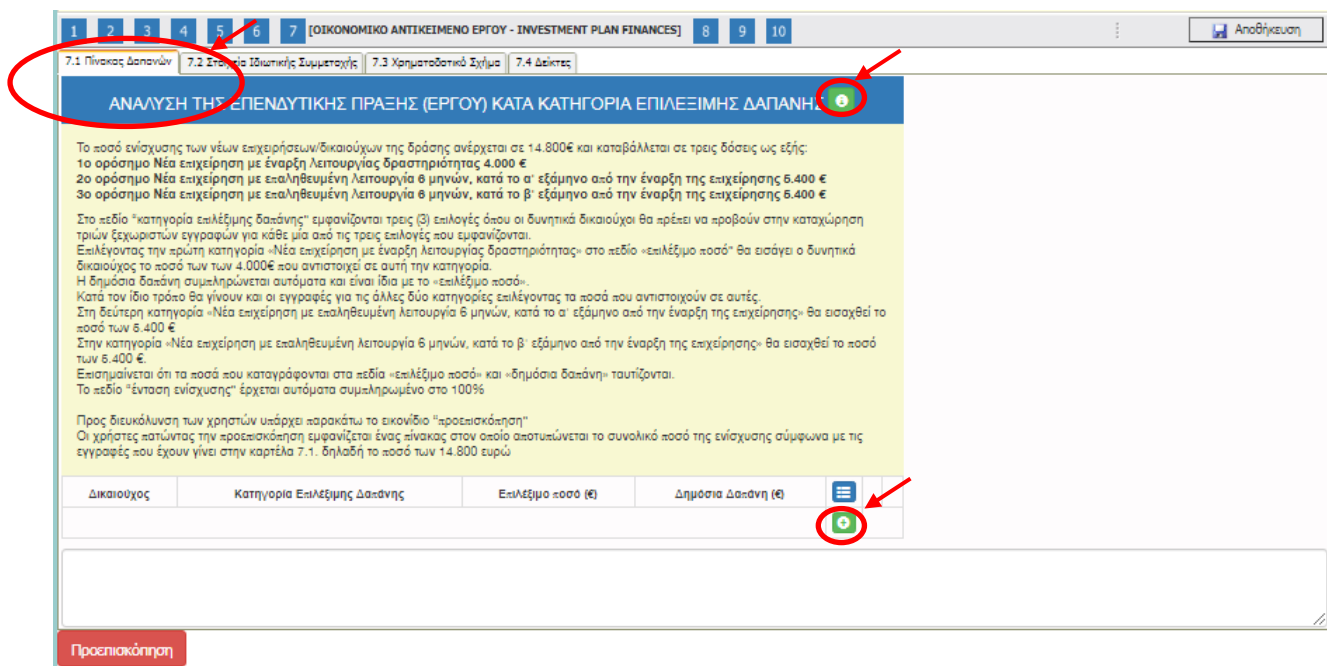 1 2 3 4 5 6 7 [ΟΙΚΟΝΟΜΙΚΟ ΑΝΤΙΚΕΙΜΕΝΟ ΕΡΓΟΥ - INVESTMENT PLAN FINANCES] 8 9 10 Αποθήκευση
7.1 Πίνακας Δαπανών 7.2 Στοιχεία Ιδιωτικής Συμμετοχής 7.3 Χρηματοδοτικό Σχήμα 7.4 Δείκτες
ΑΝΑΛΥΣΗ ΤΗΣ ΕΠΕΝΔΥΤΙΚΗΣ ΠΡΑΞΗΣ (ΕΡΓΟΥ) ΚΑΤΑ ΚΑΤΗΓΟΡΙΑ ΕΠΙΛΕΞΙΜΗΣ ΔΑΠΑΝΗΣ
Το ποσό ενίσχυσης των νέων επιχειρήσεων/δικαιούχων της δράσης ανέρχεται σε 14.800€ και καταβάλλεται σε τρεις δόσεις ως εξής:
1ο ορόσημο Νέα επιχείρηση με έναρξη λειτουργίας δραστηριότητας 4.000 €
2ο ορόσημο Νέα επιχείρηση με επαληθευμένη λειτουργία 6 μηνών, κατά το α' εξάμηνο από την έναρξη της επιχείρησης 5.400 €
3ο ορόσημο Νέα επιχείρηση με επαληθευμένη λειτουργία 6 μηνών, κατά το β' εξάμηνο από την έναρξη της επιχείρησης 5.400 €
Στο πεδίο "κατηγορία επιλέξιμης δαπάνης" εμφανίζονται τρεις (3) επιλογές όπου οι δυνητικά δικαιούχοι θα πρέπει να προβούν στην καταχώρηση
τριών ξεχωριστών εγγραφών για κάθε μία από τις τρεις επιλογές που εμφανίζονται.
Επιλέγοντας την πρώτη κατηγορία «Νέα επιχείρηση με έναρξη λειτουργίας δραστηριότητας» στο πεδίο «επιλέξιμο ποσό" θα εισάγει ο δυνητικά
δικαιούχος το ποσό των των 4.000€ που αντιστοιχεί σε αυτή την κατηγορία.
Η δημόσια δαπάνη συμπληρώνεται αυτόματα και είναι ίδια με το «επιλέξιμο ποσό».
Κατά τον ίδιο τρόπο θα γίνουν και οι εγγραφές για τις άλλες δύο κατηγορίες επιλέγοντας τα ποσά που αντιστοιχούν σε αυτές.
Στη δεύτερη κατηγορία «Νέα επιχείρηση με επαληθευμένη λειτουργία 6 μηνών, κατά το α' εξάμηνο από την έναρξη της επιχείρησης» θα εισαχθεί το
ποσό των 5.400 €
Στην κατηγορία «Νέα επιχείρηση με επαληθευμένη λειτουργία 6 μηνών, κατά το β' εξάμηνο από την έναρξη της επιχείρησης» θα εισαχθεί το ποσό
των 5.400 €.
Επισημαίνεται ότι τα ποσά που καταγράφονται στα πεδία «επιλέξιμο ποσό» και «δημόσια δαπάνη» ταυτίζονται.
Το πεδίο "ένταση ενίσχυσης" έρχεται αυτόματα συμπληρωμένο στο 100%
Προς διευκόλυνση των χρηστών υπάρχει παρακάτω το εικονίδιο "προεπισκόπηση"
Οι χρήστες πατώντας την προεπισκόπηση εμφανίζεται ένας πίνακας στον οποίο αποτυπώνεται το συνολικό ποσό της ενίσχυσης σύμφωνα με τις
εγγραφές που έχουν γίνει στην καρτέλα 7.1. δηλαδή το ποσό των 14.800 ευρώ
Δικαιούχος Κατηγορία Επιλέξιμης Δαπάνης Επιλέξιμο ποσό (€) Δημόσια Δαπάνη (€)
Προεπισκόπηση